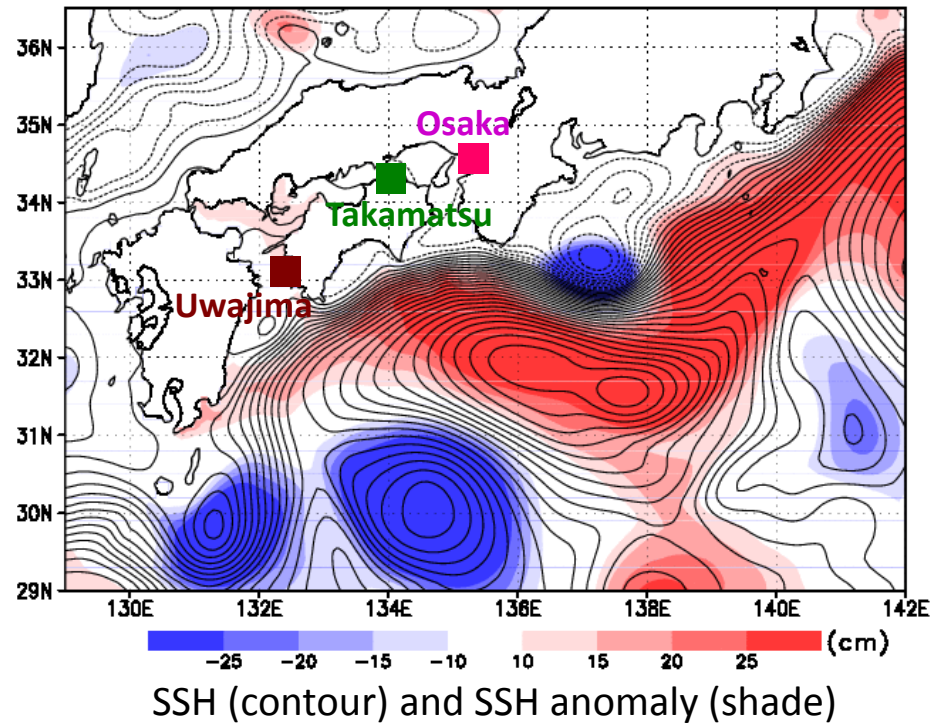 36N
35N
34N
33N
32N
31N
30N
29N
Osaka
Takamatsu
Uwajima
130E 132E 134E 136E 138E 140E 142E
-25 -20 -15 -10 10 15 20 25 (cm)
SSH (contour) and SSH anomaly (shade)